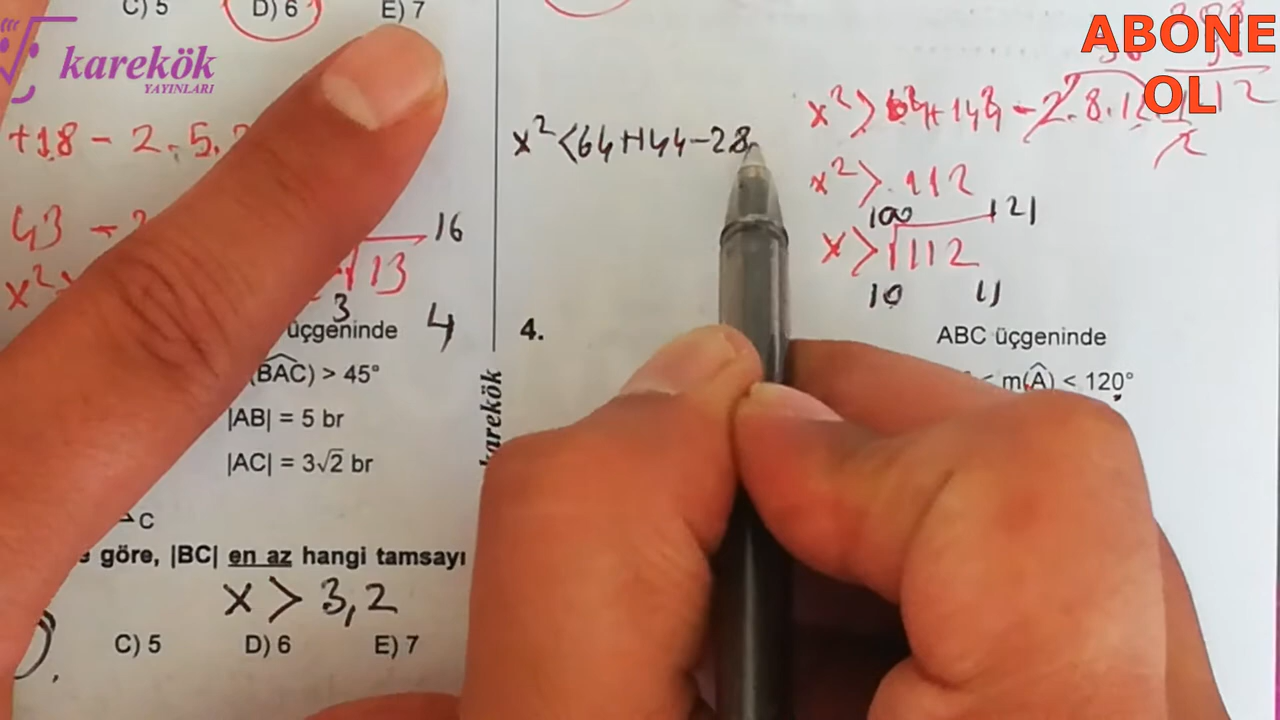 C) 5 D) 6 E) 7
karekök
YAYINLARI
ABONE
OL
+18 - 2.5.
43 -
x²
√13 16
3 4
üçgeninde
(BAC) > 45°
|AB| = 5 br
|AC| = 3√2 br
C
göre, |BC| en az hangi tamsayı
x > 3,2
C) 5 D) 6 E) 7
karekök
x² < 64+144-28
x² > 64+144 - 2.8.12.
x² > 112
100 121
x > √112
10 11
4.
ABC üçgeninde
< m(A) < 120°